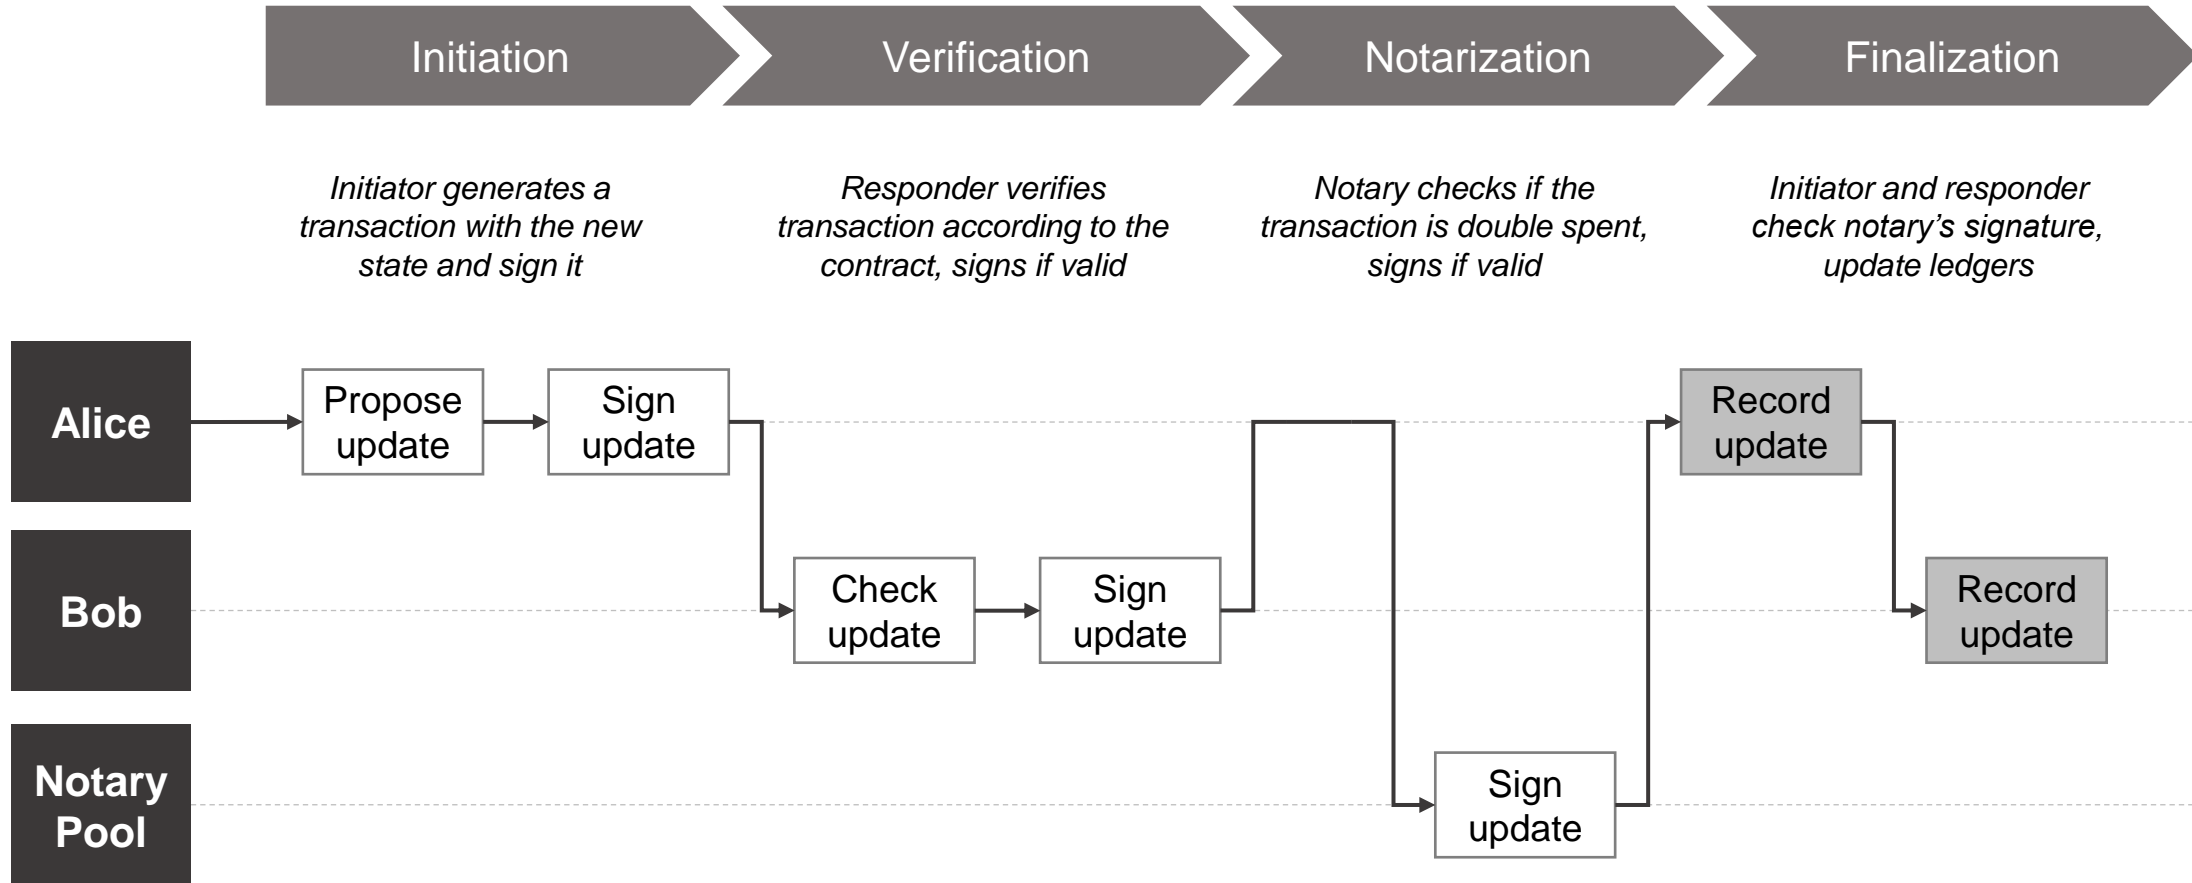 Initiation
Verification
Notarization
Finalization
Initiator generates a
transaction with the new
state and sign it
Responder verifies
transaction according to the
contract, signs if valid
Notary checks if the
transaction is double spent,
signs if valid
Initiator and responder
check notary’s signature,
update ledgers
Alice
Propose
update
Sign
update
Record
update
Bob
Check
update
Sign
update
Record
update
Notary
Pool
Sign
update